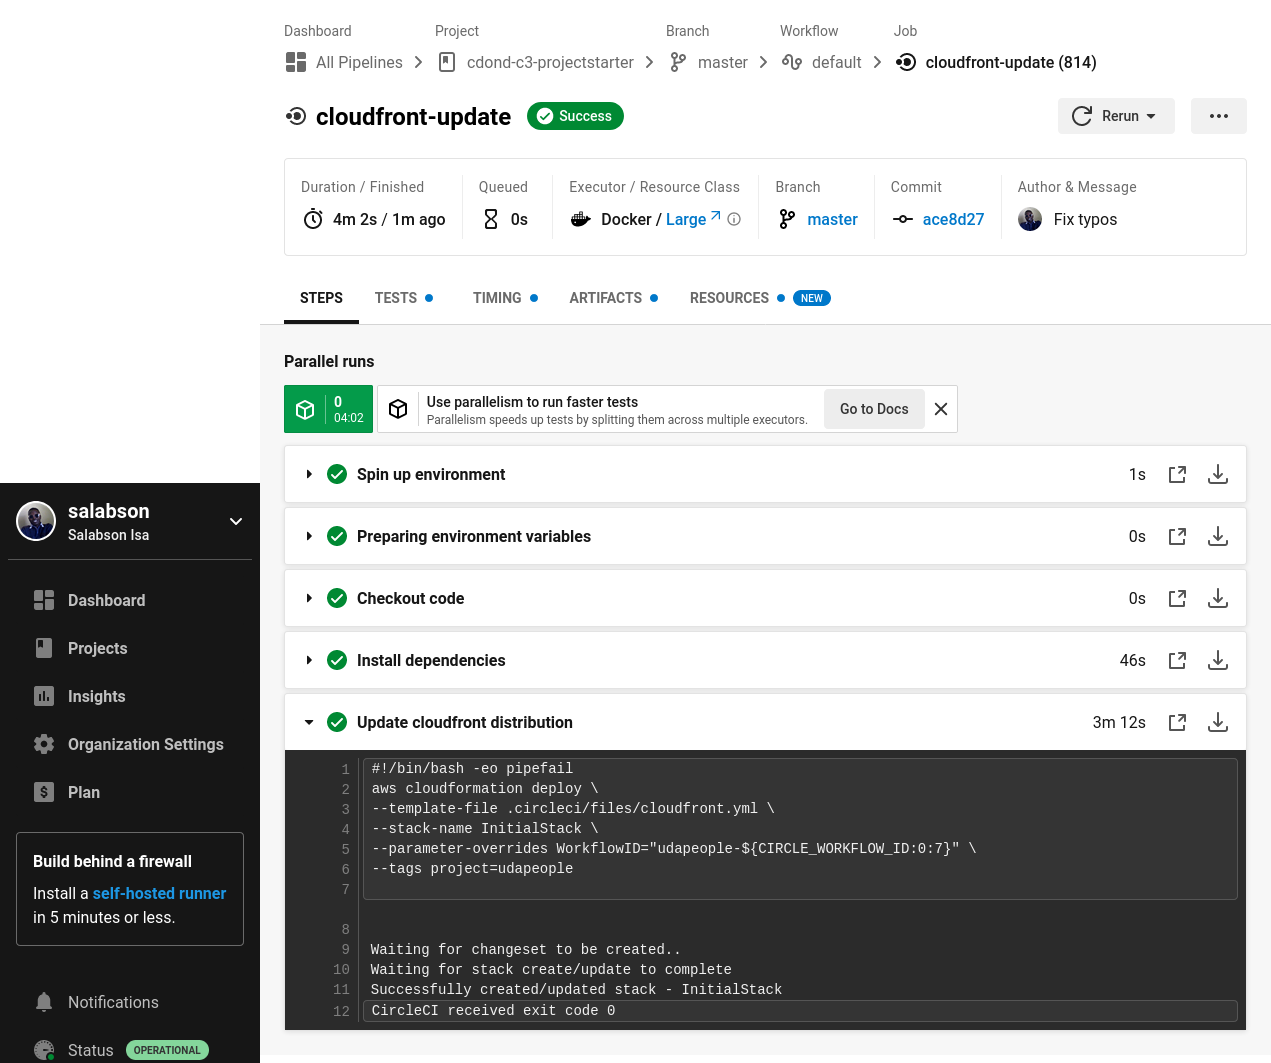 Dashboard Project Branch Workflow Job
All Pipelines cdond-c3-projectstarter master default cloudfront-update (814)
cloudfront-update Success Rerun
Duration / Finished Queued Executor / Resource Class Branch Commit Author & Message
4m 2s / 1m ago 0s Docker / Large master ace8d27 Fix typos
STEPS TESTS TIMING ARTIFACTS RESOURCES NEW
Parallel runs
0
04:02
Use parallelism to run faster tests
Parallelism speeds up tests by splitting them across multiple executors.
Go to Docs
Spin up environment 1s
Preparing environment variables 0s
Checkout code 0s
Install dependencies 46s
Update cloudfront distribution 3m 12s
1 #!/bin/bash -eo pipefail
2 aws cloudformation deploy \
3 --template-file .circleci/files/cloudfront.yml \
4 --stack-name InitialStack \
5 --parameter-overrides WorkflowID="udapeople-${CIRCLE_WORKFLOW_ID:0:7}" \
6 --tags project=udapeople
7
8
9 Waiting for changeset to be created..
10 Waiting for stack create/update to complete
11 Successfully created/updated stack - InitialStack
12 CircleCI received exit code 0
salabson
Salabson Isa
Dashboard
Projects
Insights
Organization Settings
Plan
Build behind a firewall
Install a self-hosted runner
in 5 minutes or less.
Notifications
Status OPERATIONAL